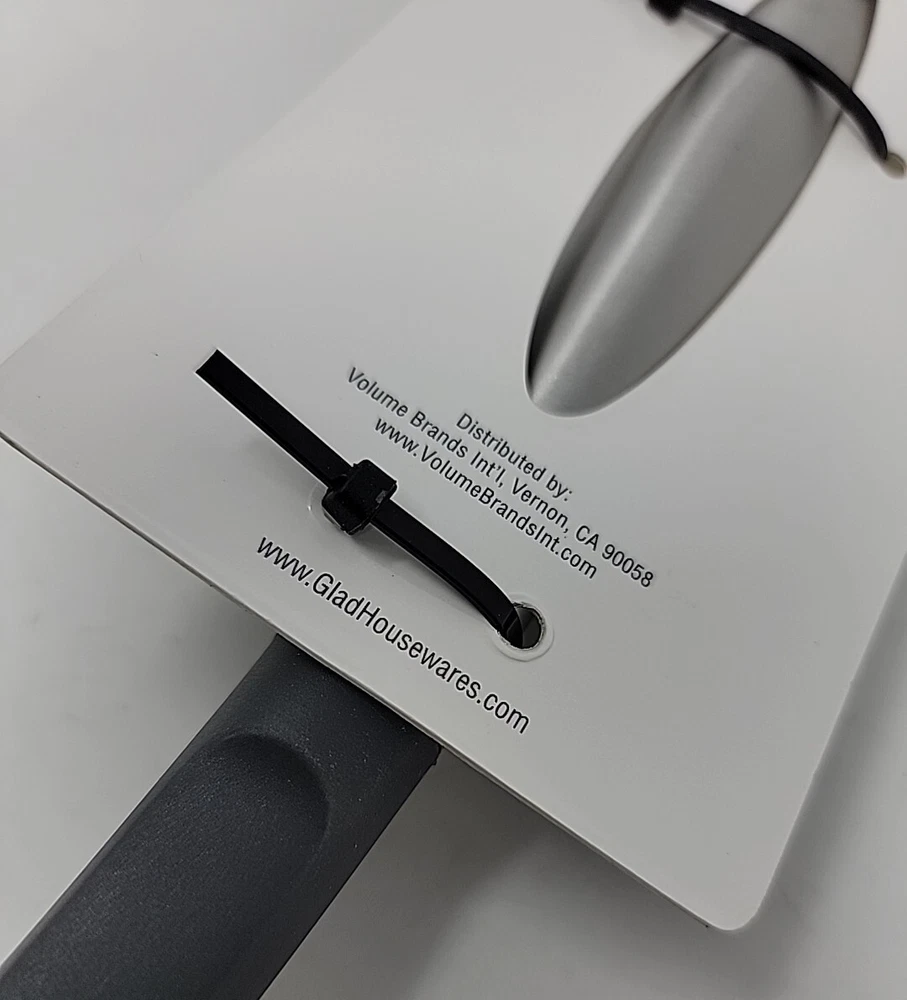 Distributed by:
Volume Brands Int'l, Vernon, CA 90058
www.VolumeBrandsInt.com
www.GladHousewares.com